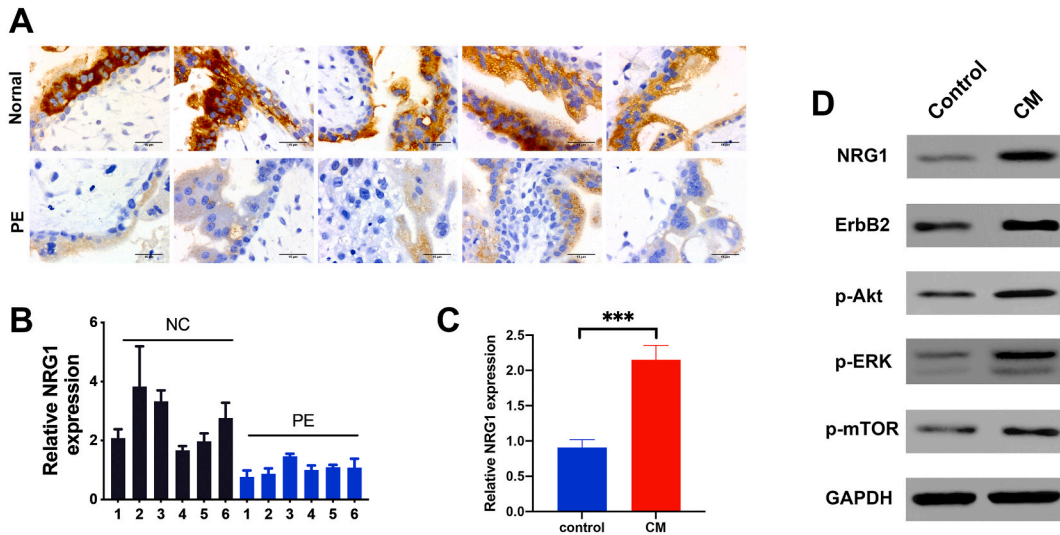 A
Nornal
PE
B
Relative NRG1
expression
6
4
2
0
NC
PE
1 2 3 4 5 6 1 2 3 4 5 6
C
Relative NRG1 expression
2.5
2.0
1.5
1.0
0.5
0.0
***
control CM
D
Control CM
NRG1
ErbB2
p-Akt
p-ERK
p-mTOR
GAPDH